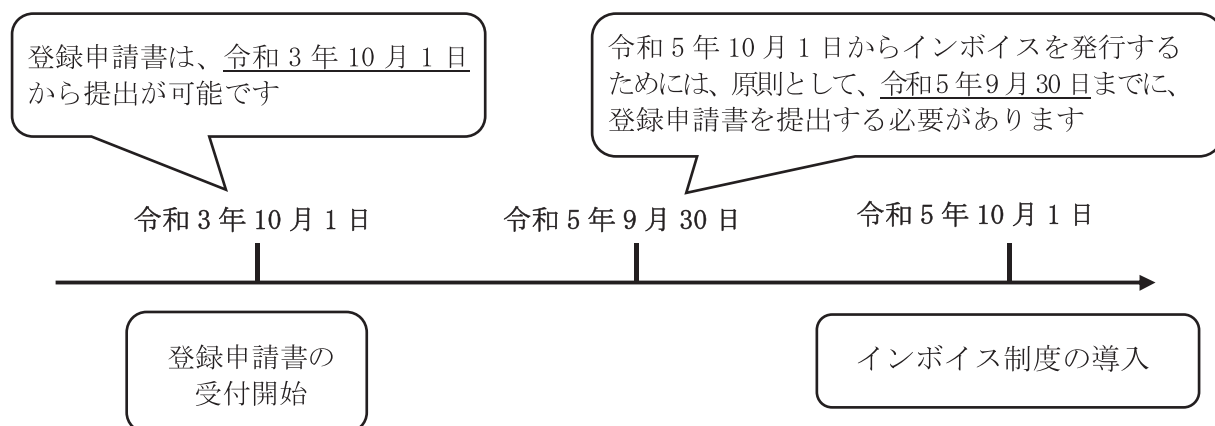 登録申請書は、令和3年10月1日
から提出が可能です
令和5年10月1日からインボイスを発行する
ためには、原則として、令和5年9月30日までに、
登録申請書を提出する必要があります
令和3年10月1日
令和5年9月30日
令和5年10月1日
登録申請書の
受付開始
インボイス制度の導入